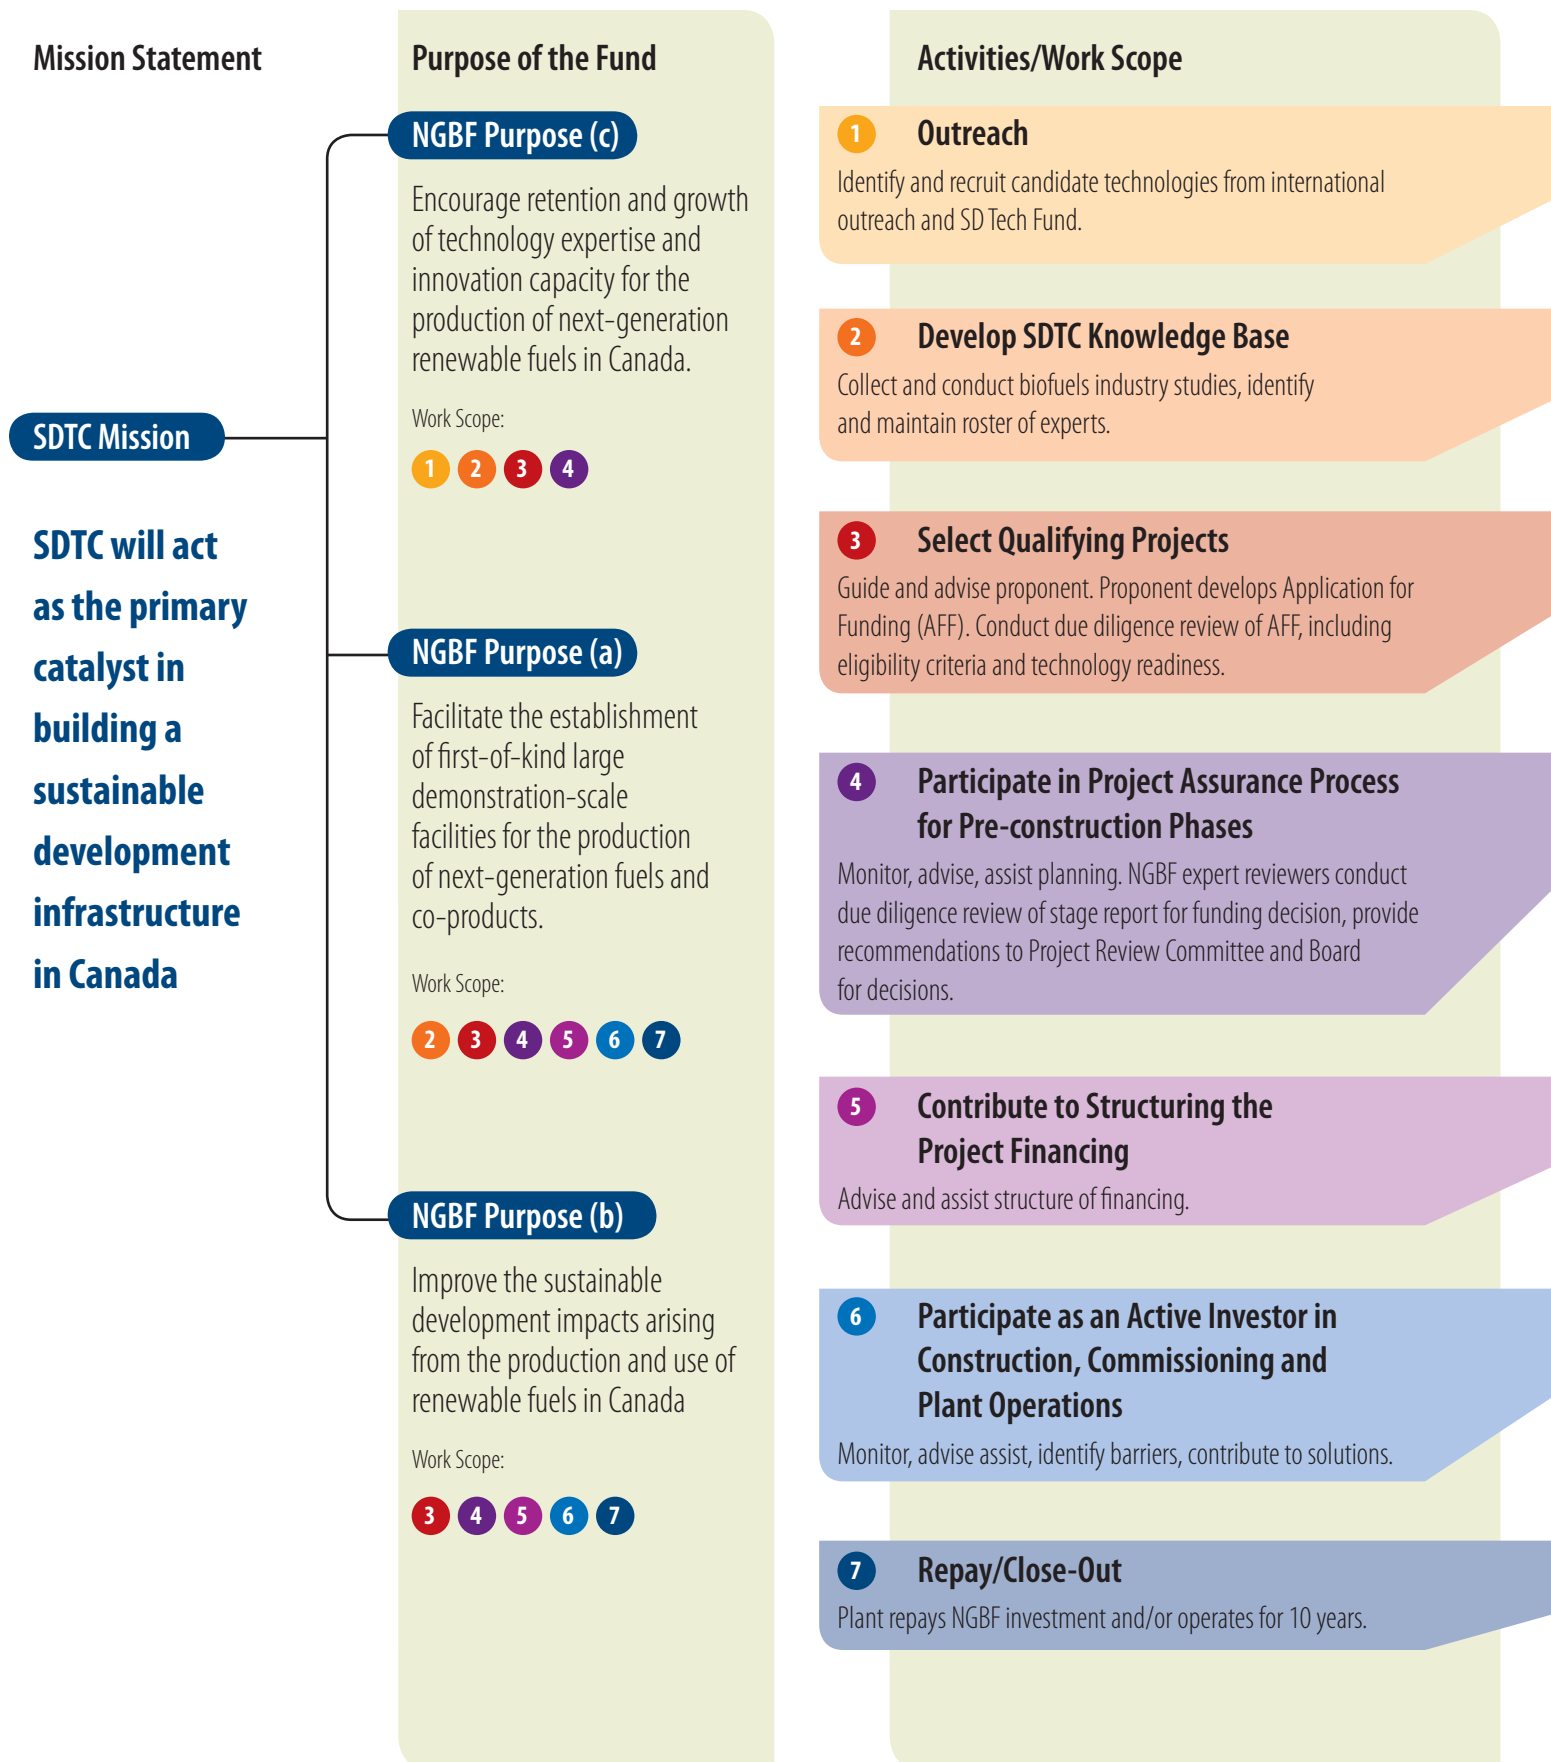 Mission Statement
SDTC Mission
SDTC will act
as the primary
catalyst in
building a
sustainable
development
infrastructure
in Canada
Purpose of the Fund
NGBF Purpose (c)
Encourage retention and growth
of technology expertise and
innovation capacity for the
production of next-generation
renewable fuels in Canada.
Work Scope:
1 2 3 4
NGBF Purpose (a)
Facilitate the establishment
of first-of-kind large
demonstration-scale
facilities for the production
of next-generation fuels and
co-products.
Work Scope:
2 3 4 5 6 7
NGBF Purpose (b)
Improve the sustainable
development impacts arising
from the production and use of
renewable fuels in Canada
Work Scope:
3 4 5 6 7
Activities/Work Scope
1 Outreach
Identify and recruit candidate technologies from international
outreach and SD Tech Fund.
2 Develop SDTC Knowledge Base
Collect and conduct biofuels industry studies, identify
and maintain roster of experts.
3 Select Qualifying Projects
Guide and advise proponent. Proponent develops Application for
Funding (AFF). Conduct due diligence review of AFF, including
eligibility criteria and technology readiness.
4 Participate in Project Assurance Process
for Pre-construction Phases
Monitor, advise, assist planning. NGBF expert reviewers conduct
due diligence review of stage report for funding decision, provide
recommendations to Project Review Committee and Board
for decisions.
5 Contribute to Structuring the
Project Financing
Advise and assist structure of financing.
6 Participate as an Active Investor in
Construction, Commissioning and
Plant Operations
Monitor, advise assist, identify barriers, contribute to solutions.
7 Repay/Close-Out
Plant repays NGBF investment and/or operates for 10 years.